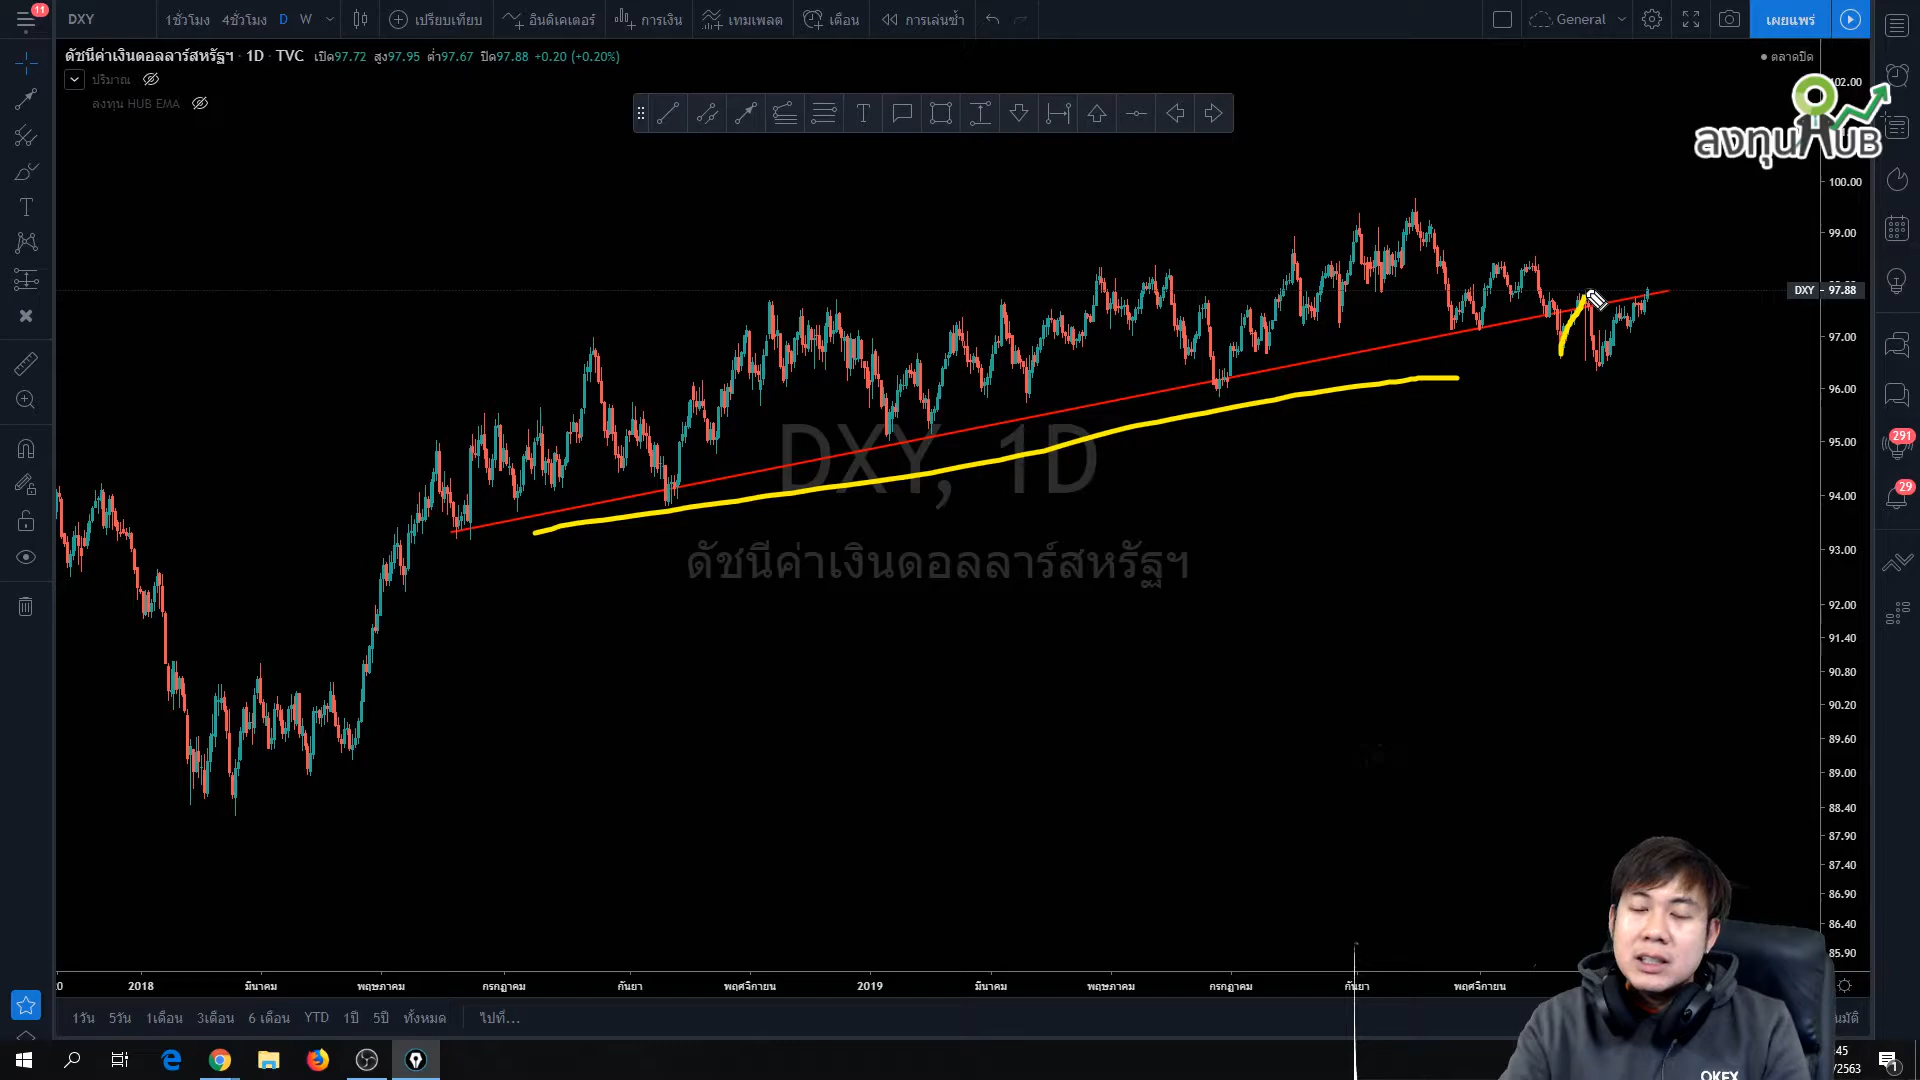 11
DXY
1ชั่วโมง 4ชั่วโมง D W
เปรียบเทียบ
อินดิเคเตอร์
การเงิน
เทมเพลต
เตือน
การเล่นซ้ำ
General
เผยแพร่
ดัชนีค่าเงินดอลลาร์สหรัฐฯ · 1D · TVC เปิด97.72 สูง97.95 ต่ำ97.67 ปิด97.88 +0.20 (+0.20%)
ตลาดปิด
ปริมาณ
ลงทุน HUB EMA
ลงทุนHUB
102.00
100.00
99.00
DXY 97.88
97.00
96.00
95.00
94.00
93.00
92.00
91.40
90.80
90.20
89.60
89.00
88.40
87.90
87.40
86.90
86.40
85.90
291
29
DXY, 1D
ดัชนีค่าเงินดอลลาร์สหรัฐฯ
2018 มีนาคม พฤษภาคม กรกฎาคม กันยา พฤศจิกายน 2019 มีนาคม พฤษภาคม กรกฎาคม กันยา พฤศจิกายน
1วัน 5วัน 1เดือน 3เดือน 6 เดือน YTD 1ปี 5ปี ทั้งหมด ไปที่...
:45
/2563
1
OKEX